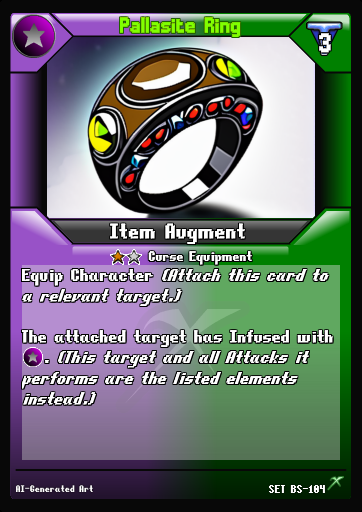 Pallasite Ring
3
Item Augment
Curse Equipment
Equip Character (Attach this card to
a relevant target.)
The attached target has Infused with
. (This target and all Attacks it
performs are the listed elements
instead.)
AI-Generated Art
SET BS-104